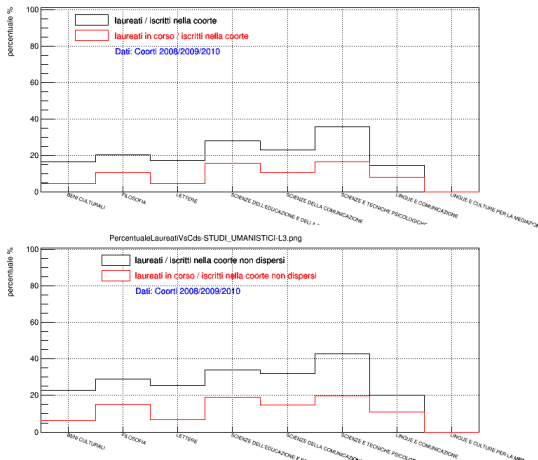 percentuale %
100
laureati / iscritti nella coorte
laureati in corso / iscritti nella coorte
Dati: Coorti 2008/2009/2010
80
60
40
20
0
BENI CULTURALI
FILOSOFIA
LETTERE
SCIENZE DELL'EDUCAZIONE E DELLA
SCIENZE DELLA COMUNICAZIONE
SCIENZE E TECNICHE PSICOLOGICHE
LINGUE E COMUNICAZIONE
LINGUE E CULTURE PER LA MEDIAZION
PercentualeLaureatiVsCds-STUDI_UMANISTICI-L3.png
percentuale %
100
laureati / iscritti nella coorte non dispersi
laureati in corso / iscritti nella coorte non dispersi
Dati: Coorti 2008/2009/2010
80
60
40
20
0
BENI CULTURALI
FILOSOFIA
LETTERE
SCIENZE DELL'EDUCAZIONE E
SCIENZE DELLA COMUNICAZIONE
SCIENZE E TECNICHE PSICOLOG
LINGUE E COMUNICAZIONE
LINGUE E CULTURE PER LA MED